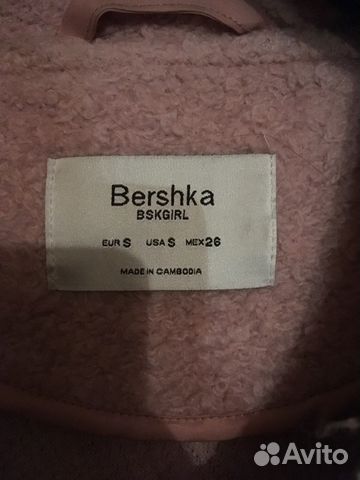 Bershka
BSKGIRL
EUR S USA S MEX 26
MADE IN CAMBODIA
Avito